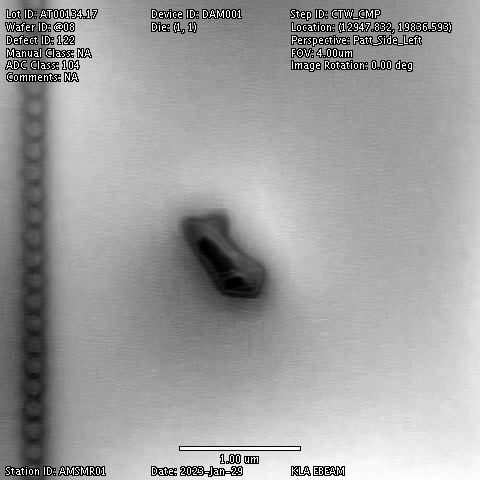 Lot ID: AT00134.17 Device ID: DAM001 Step ID: CTW_CMP
Wafer ID: @08 Die: (1, 1) Location: (12947.832, 19836.593)
Defect ID: 122 Perspective: Patt_Side_Left
Manual Class: NA FOV: 4.00um
ADC Class: 104 Image Rotation: 0.00 deg
Comments: NA
1.00 um
Station ID: AMSMR01 Date: 2023-Jan-29 KLA EBEAM